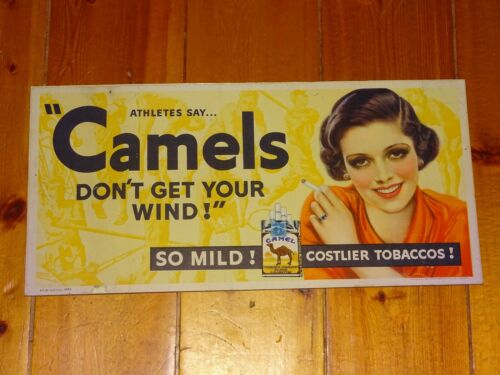 ATHLETES SAY...
"Camels
DON'T GET YOUR
WIND!"
SO MILD!
CAMEL
COSTLIER TOBACCOS!